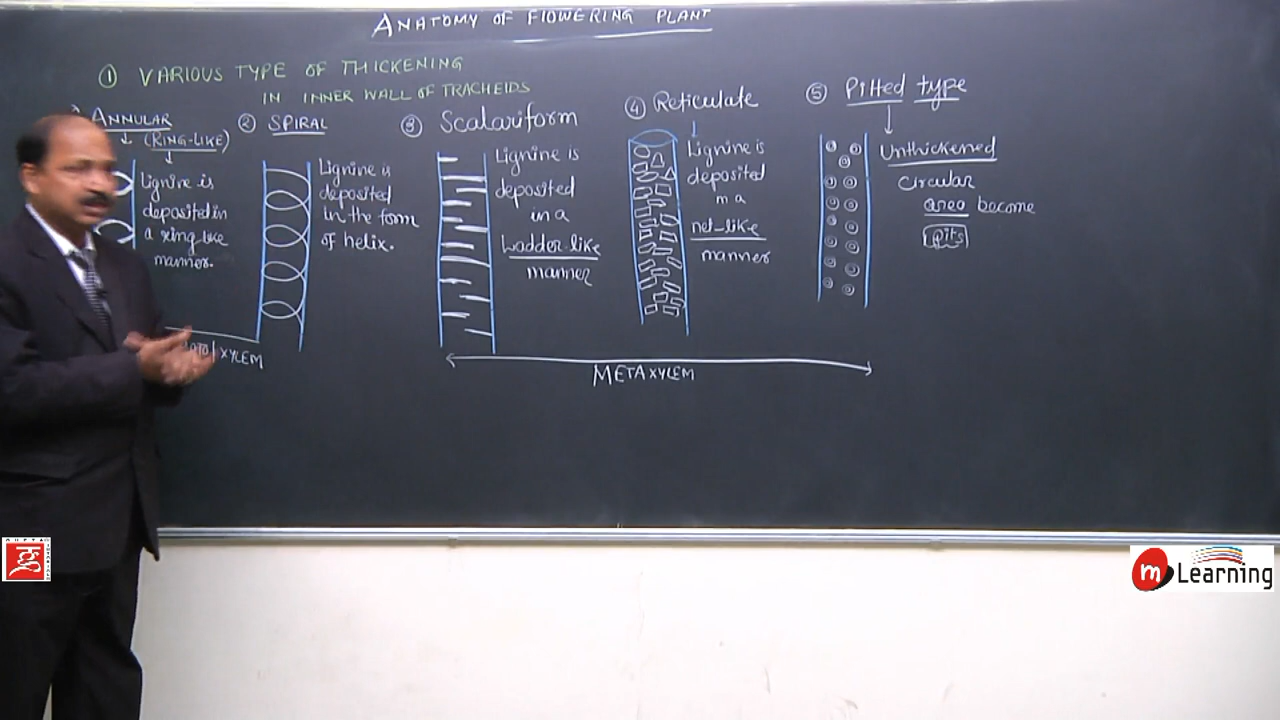 ANATOMY OF FLOWERING PLANT
① VARIOUS TYPE OF THICKENING
IN INNER WALL OF TRACHEIDS
ANNULAR
(RING-LIKE)
Lignine is
deposited in
a ring like
manner.
② SPIRAL
Lignine is
deposited
in the form
of helix.
XYLEM
③ Scalariform
Lignine is
deposited
in a
ladder-like
manner
④ Reticulate
Lignine is
deposited
in a
net-like
manner
METAXYLEM
⑤ Pitted type
Unthickened
circular
area become
pits
m Learning